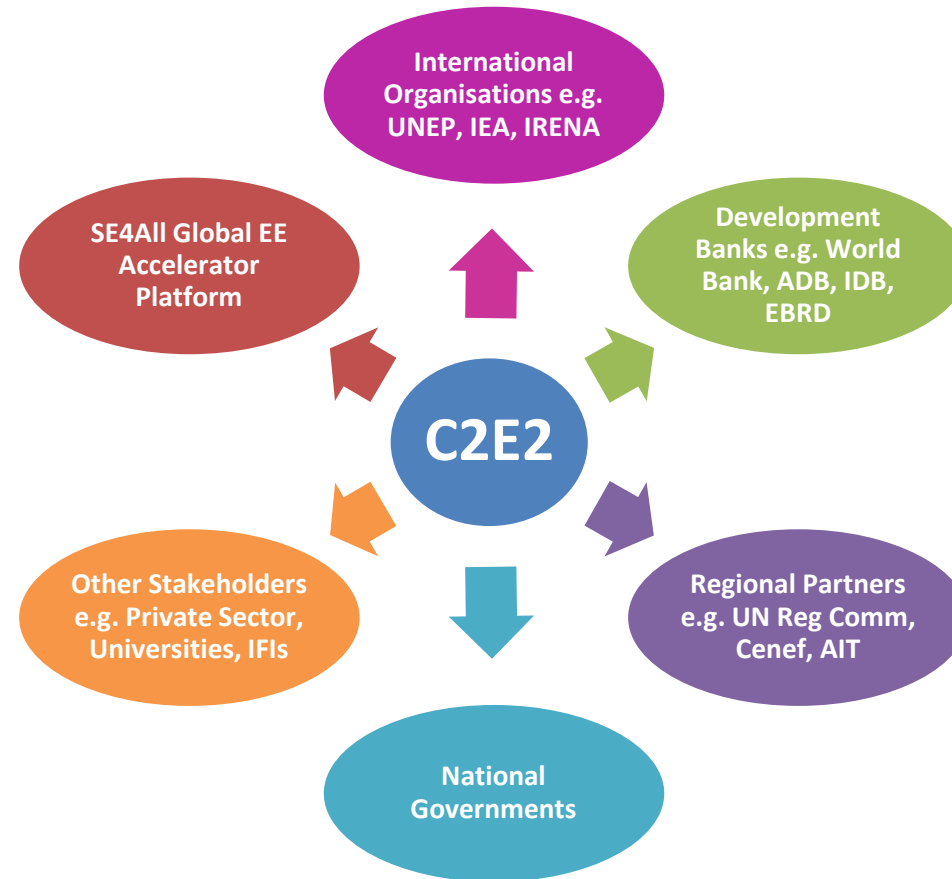 International
Organisations e.g.
UNEP, IEA, IRENA
SE4All Global EE
Accelerator
Platform
Development
Banks e.g. World
Bank, ADB, IDB,
EBRD
C2E2
Other Stakeholders
e.g. Private Sector,
Universities, IFIs
Regional Partners
e.g. UN Reg Comm,
Cenef, AIT
National
Governments